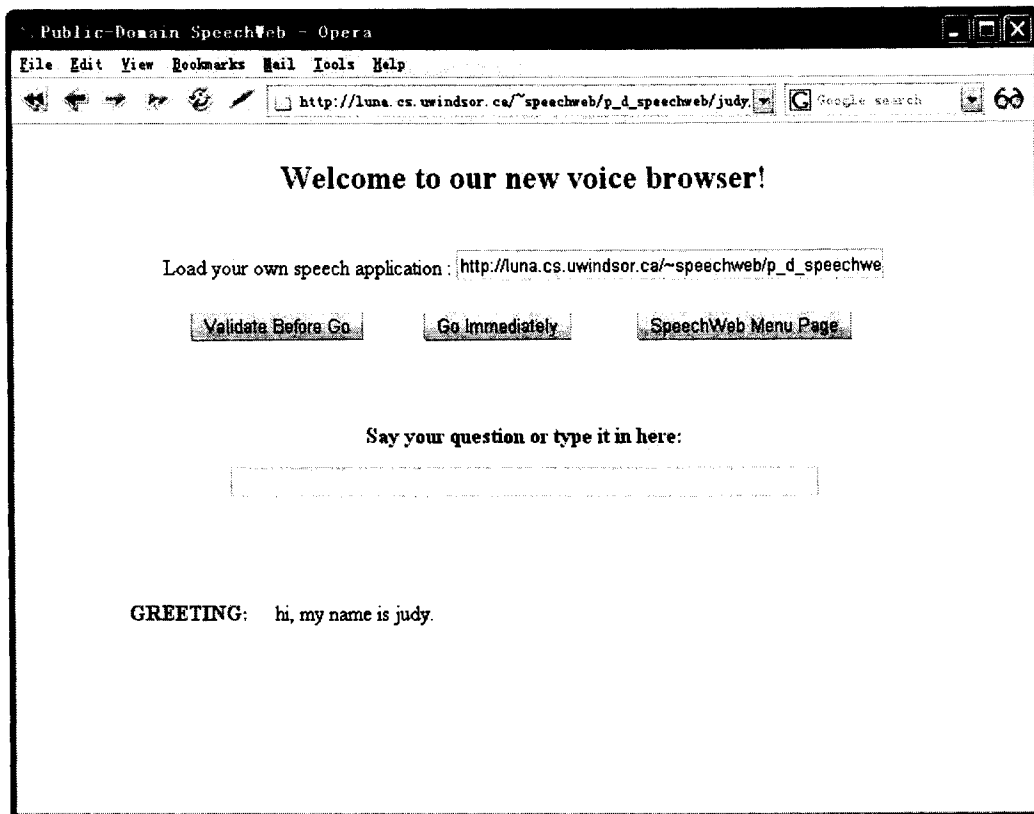 Public-Domain SpeechWeb - Opera
File Edit View Bookmarks Mail Tools Help
http://luna.cs.uwindsor.ca/~speechweb/p_d_speechweb/judy. Google search
Welcome to our new voice browser!
Load your own speech application : http://luna.cs.uwindsor.ca/~speechweb/p_d_speechwe
Validate Before Go Go Immediately SpeechWeb Menu Page
Say your question or type it in here:
GREETING: hi, my name is judy.